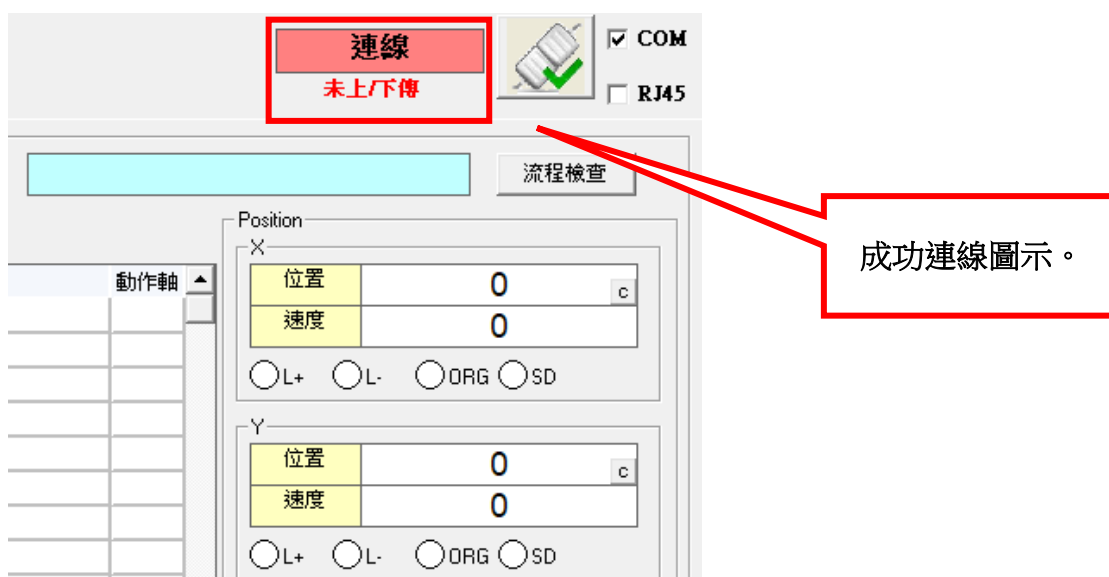 連線
未上/下傳
COM
RJ45
流程檢查
成功連線圖示。
Position
X
動作軸
位置 0 c
速度 0
L+ L- ORG SD
Y
位置 0 c
速度 0
L+ L- ORG SD